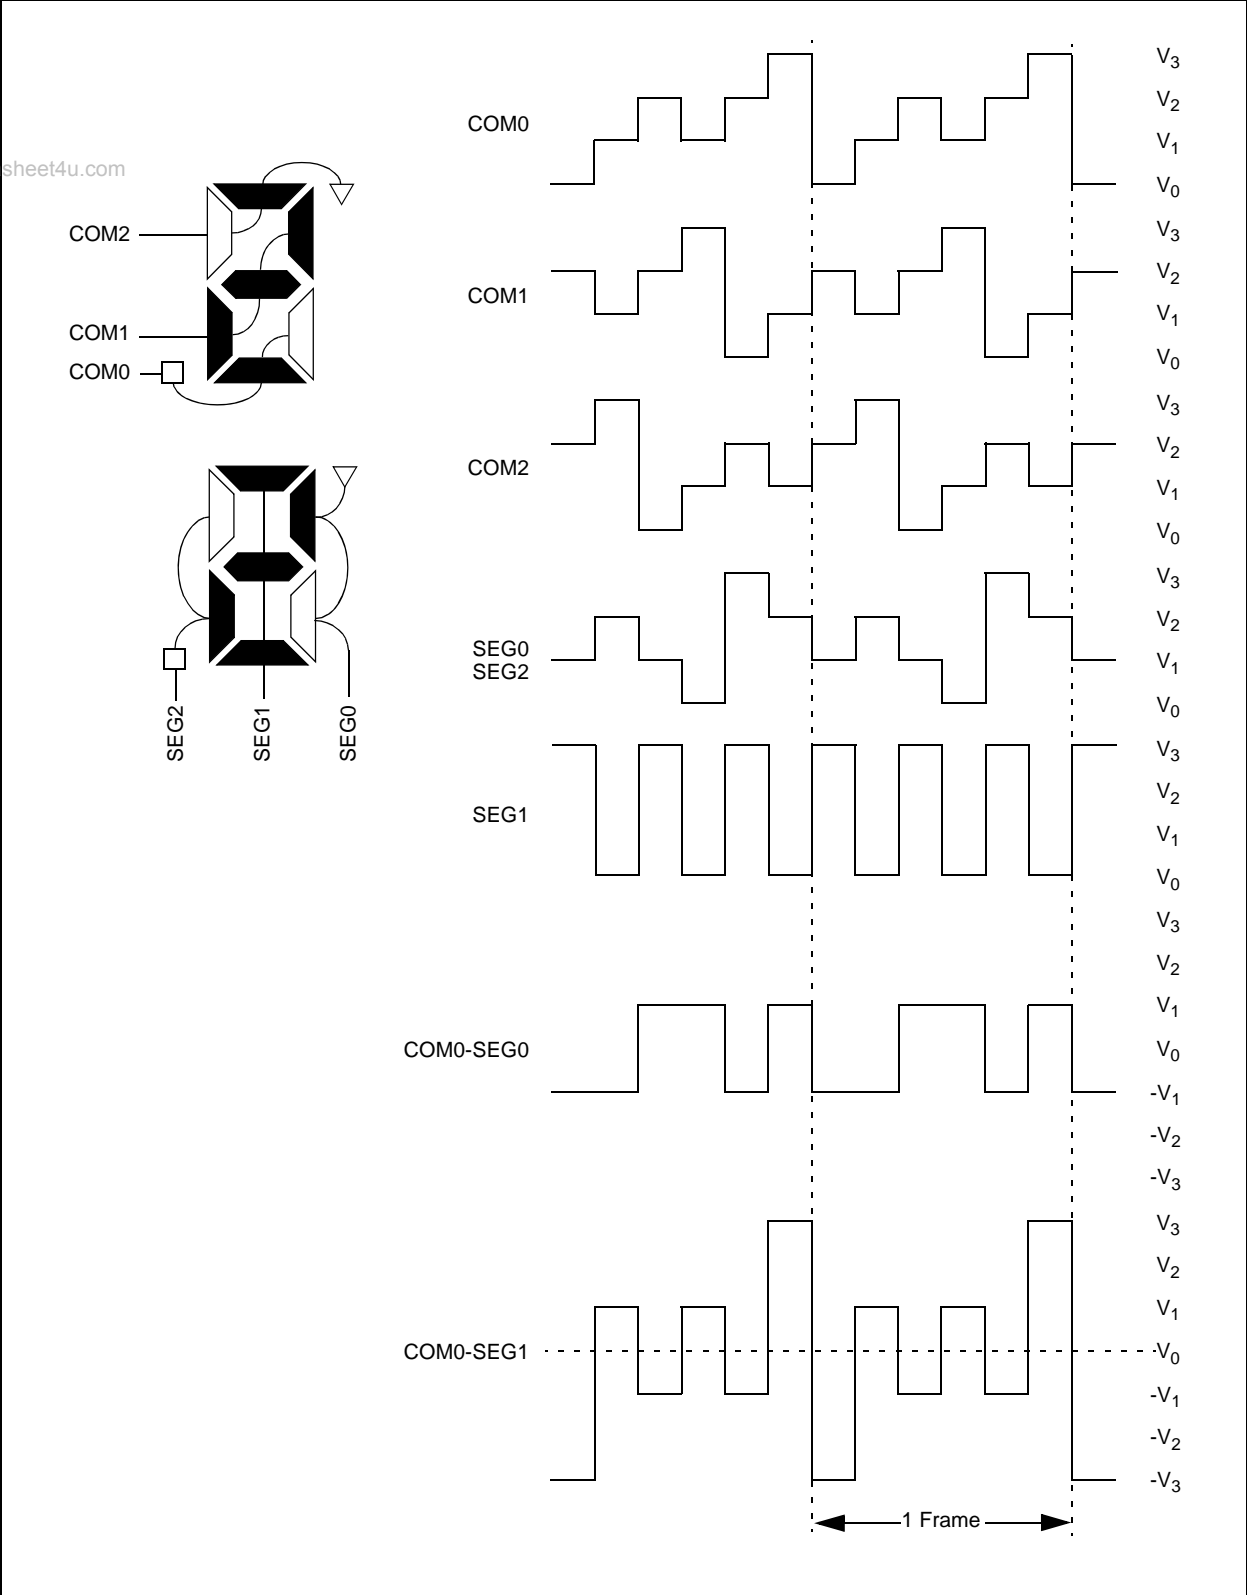 sheet4u.com
COM2
COM1
COM0
SEG2
SEG1
SEG0
COM0
V3
V2
V1
V0
COM1
V3
V2
V1
V0
COM2
V3
V2
V1
V0
SEG0
SEG2
V3
V2
V1
V0
SEG1
V3
V2
V1
V0
COM0-SEG0
V3
V2
V1
V0
-V1
-V2
-V3
COM0-SEG1
V3
V2
V1
V0
-V1
-V2
-V3
1 Frame